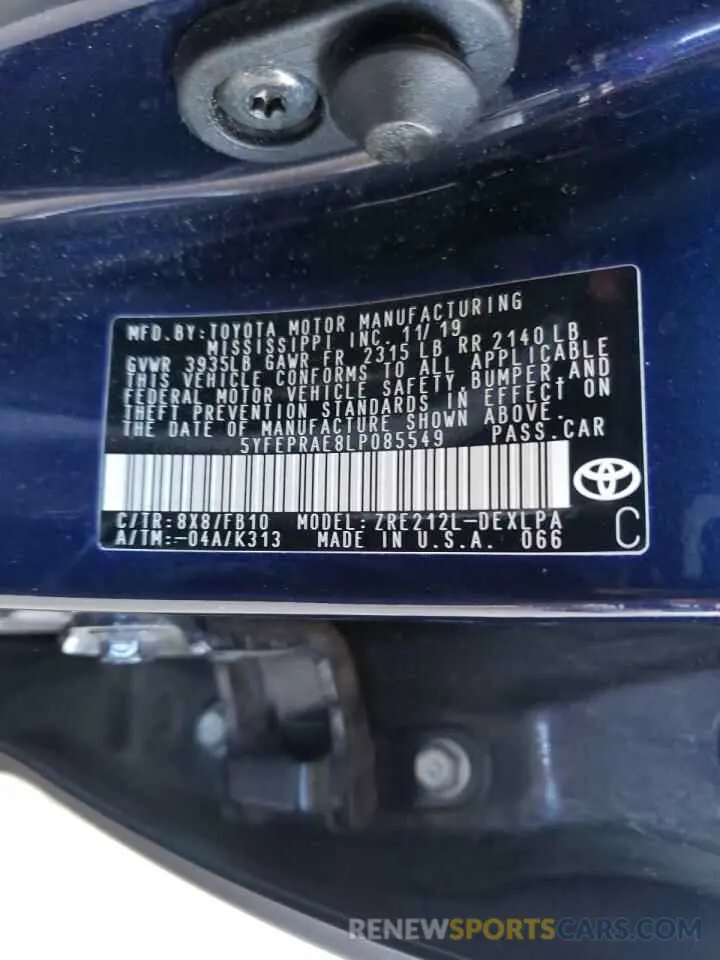 MFD.BY:TOYOTA MOTOR MANUFACTURING
MISSISSIPPI INC. 11/19
GVWR 3935LB GAWR FR 2315 LB RR 2140 LB
THIS VEHICLE CONFORMS TO ALL APPLICABLE
FEDERAL MOTOR VEHICLE SAFETY,BUMPER AND
THEFT PREVENTION STANDARDS IN EFFECT ON
THE DATE OF MANUFACTURE SHOWN ABOVE.
5YFEPRAE8LP085549 PASS.CAR
C/TR:8X8/FB10 MODEL:ZRE212L-DEXLPA
A/TM:-04A/K313 MADE IN U.S.A. 066 C
RENEWSPORTSCARS.COM